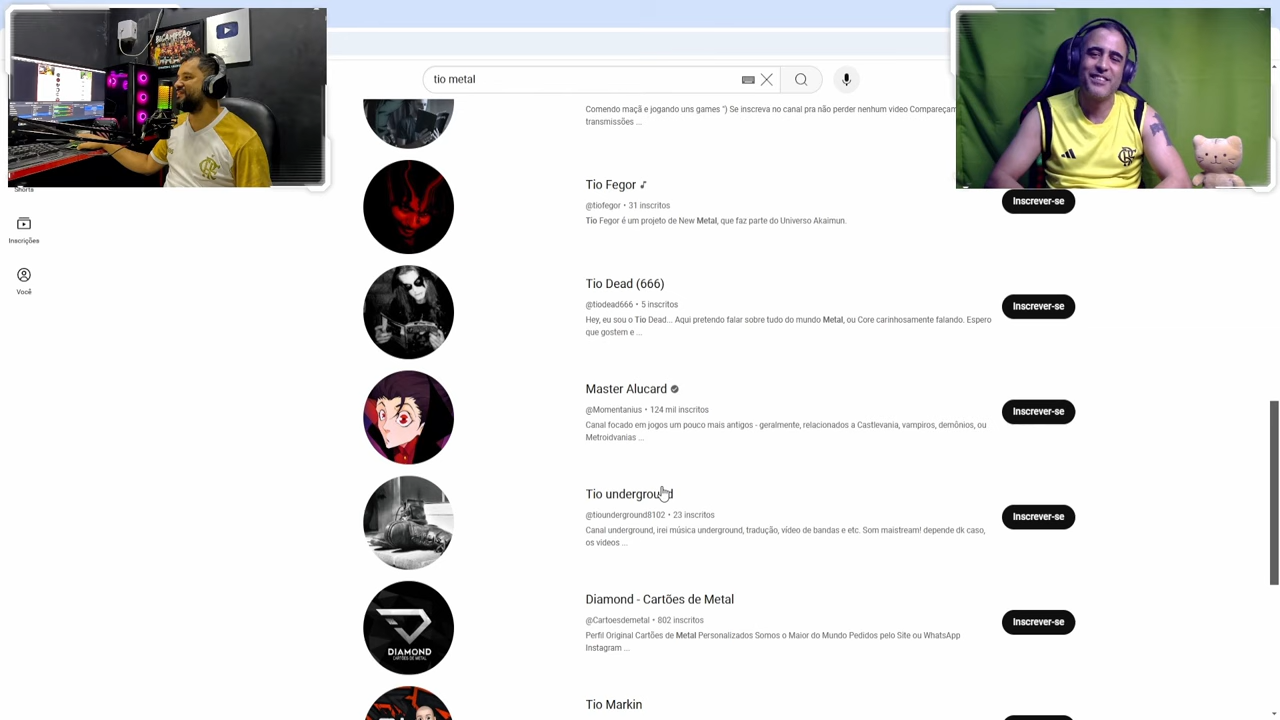 BICAMPEÃO
tio metal
Comendo maçã e jogando uns games ") Se inscreva no canal pra não perder nenhum video Compareçam
transmissões ...
Shorts
Inscrições
Você
Tio Fegor
@tiofegor • 31 inscritos
Tio Fegor é um projeto de New Metal, que faz parte do Universo Akaimun.
Inscrever-se
Tio Dead (666)
@tiodead666 • 5 inscritos
Hey, eu sou o Tio Dead... Aqui pretendo falar sobre tudo do mundo Metal, ou Core carinhosamente falando. Espero
que gostem e ...
Inscrever-se
Master Alucard
@Momentanius • 124 mil inscritos
Canal focado em jogos um pouco mais antigos - geralmente, relacionados a Castlevania, vampiros, demônios, ou
Metroidvanias ...
Inscrever-se
Tio underground
@tiounderground8102 • 23 inscritos
Canal underground, irei música underground, tradução, vídeo de bandas e etc. Som maistream! depende dk caso,
os vídeos ...
Inscrever-se
DIAMOND
CARTÕES DE METAL
Diamond - Cartões de Metal
@Cartoesdemetal • 802 inscritos
Perfil Original Cartões de Metal Personalizados Somos o Maior do Mundo Pedidos pelo Site ou WhatsApp
Instagram ...
Inscrever-se
Tio Markin